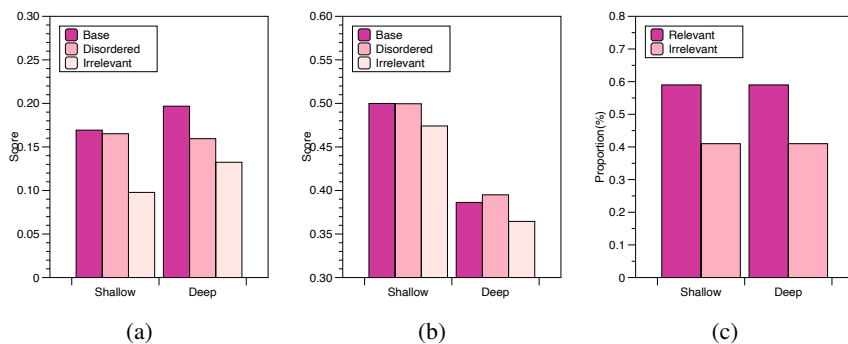 0.30
0.25
0.20
0.15
0.10
0.05
0
Score
Base
Disordered
Irrelevant
Shallow
Deep
(a)
0.60
0.55
0.50
0.45
0.40
0.35
0.30
Score
Base
Disordered
Irrelevant
Shallow
Deep
(b)
0.8
0.7
0.6
0.5
0.4
0.3
0.2
0.1
0
Proportion(%)
Relevant
Irrelevant
Shallow
Deep
(c)